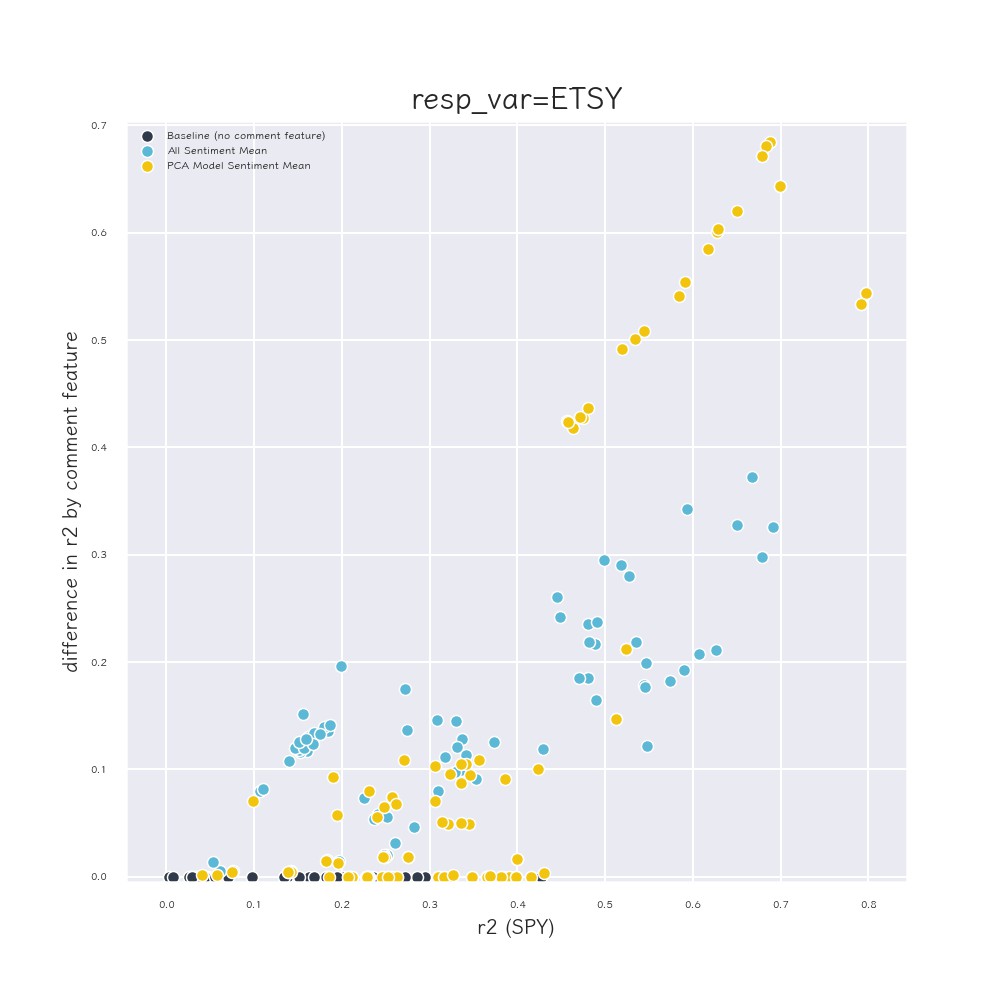 resp_var=ETSY
Baseline (no comment feature)
All Sentiment Mean
PCA Model Sentiment Mean
difference in r2 by comment feature
0.7
0.6
0.5
0.4
0.3
0.2
0.1
0.0
0.0 0.1 0.2 0.3 0.4 0.5 0.6 0.7 0.8
r2 (SPY)